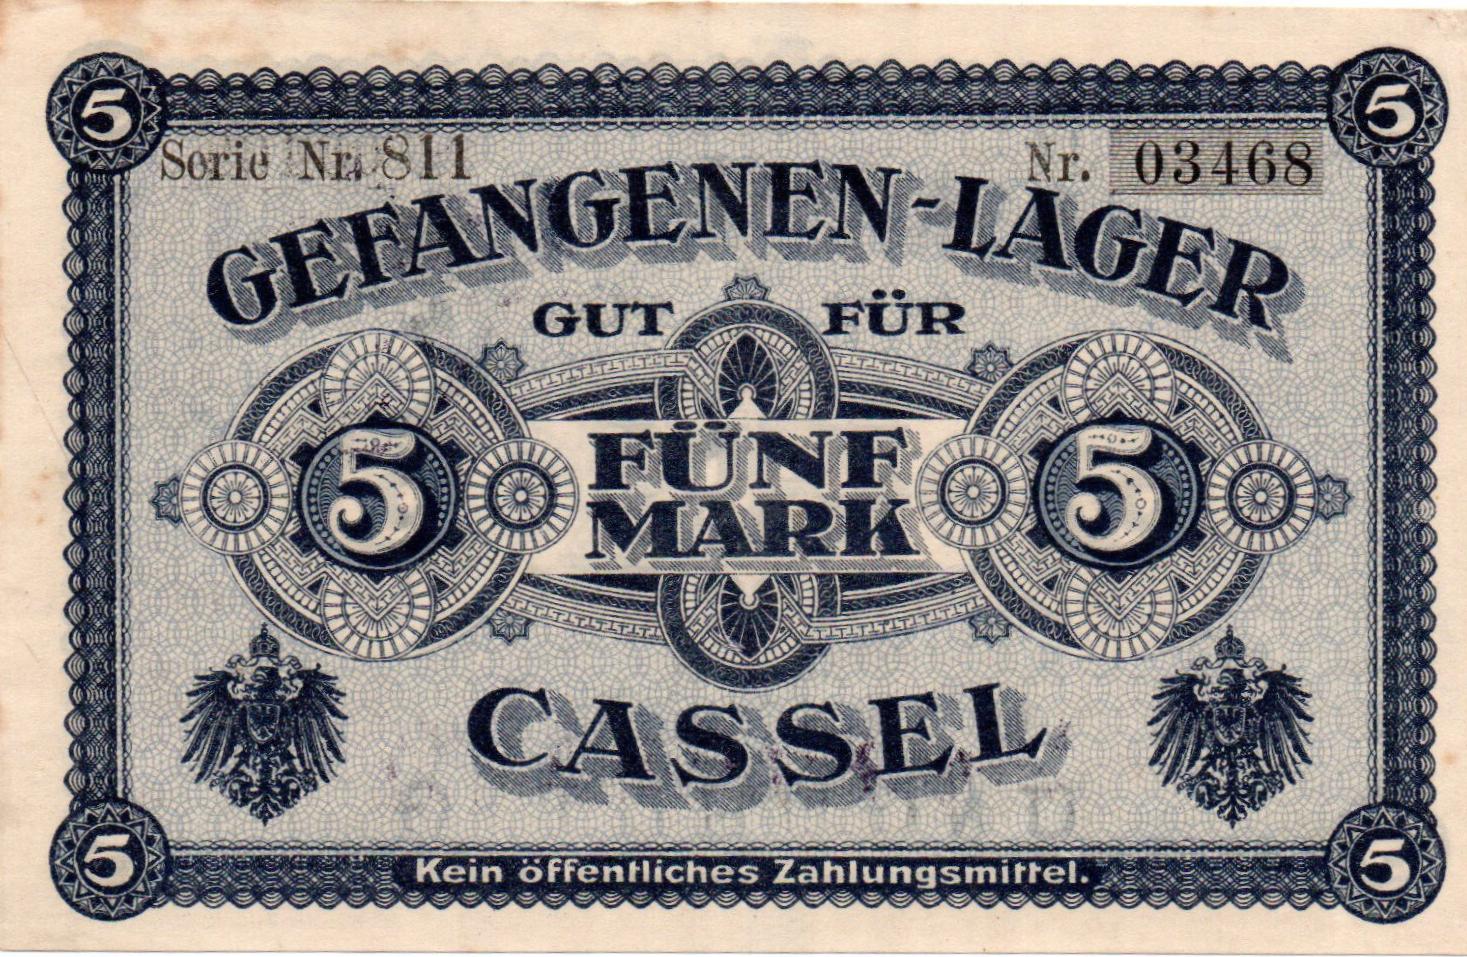 5 5
Serie Nr. 811 Nr. 03468
GEFANGENEN-LAGER
GUT FÜR
5 FÜNF 5
MARK
CASSEL
5 Kein öffentliches Zahlungsmittel. 5